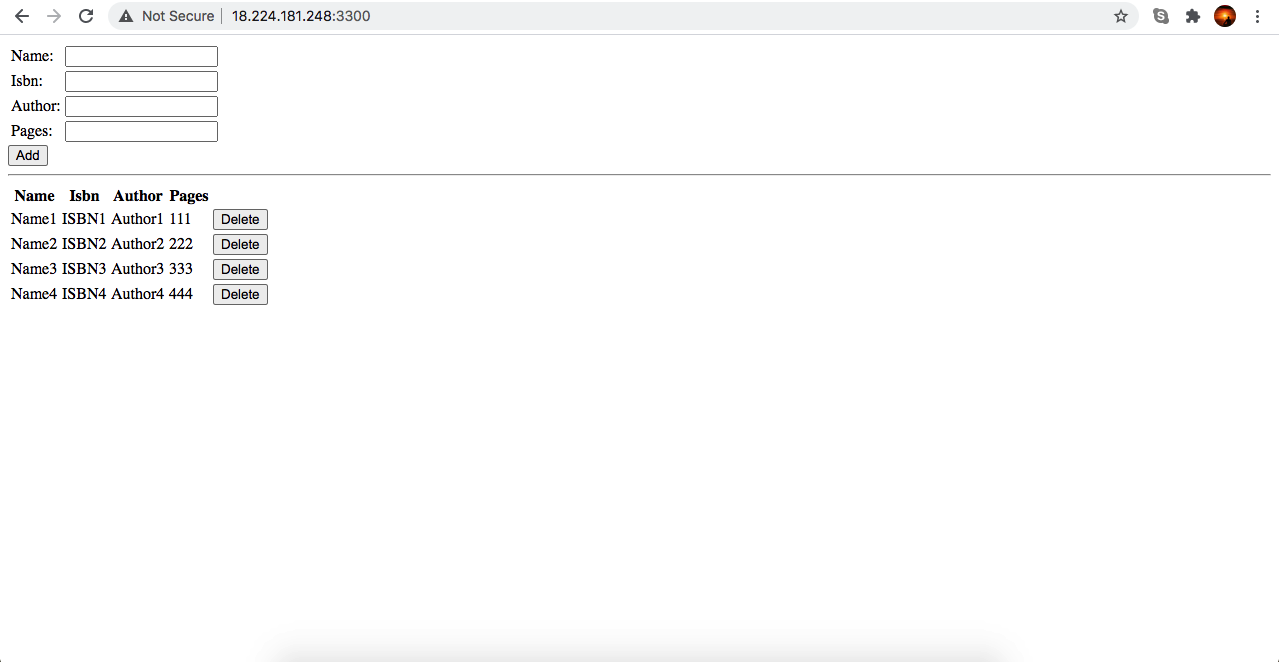 Not Secure | 18.224.181.248:3300
Name:
Isbn:
Author:
Pages:
Add
Name Isbn Author Pages
Name1 ISBN1 Author1 111 Delete
Name2 ISBN2 Author2 222 Delete
Name3 ISBN3 Author3 333 Delete
Name4 ISBN4 Author4 444 Delete